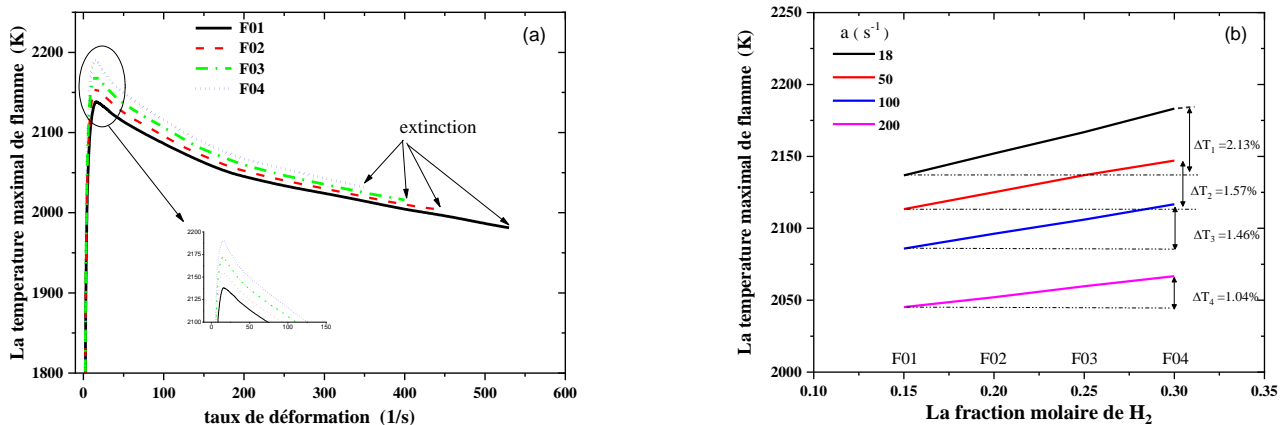 (a)
F01
F02
F03
F04
extinction
La temperature maximal de flamme (K)
2200
2100
2000
1900
1800
2200
2175
2150
2125
2100
0
50
100
150
0
100
200
300
400
500
600
taux de déformation (1/s)
(b)
a ( s⁻¹)
18
50
100
200
La temperature maximal de flamme (K)
2250
2200
2150
2100
2050
2000
ΔT₁ =2.13%
ΔT₂ =1.57%
ΔT₃ =1.46%
ΔT₄ =1.04%
F01
F02
F03
F04
0.10
0.15
0.20
0.25
0.30
0.35
La fraction molaire de H₂